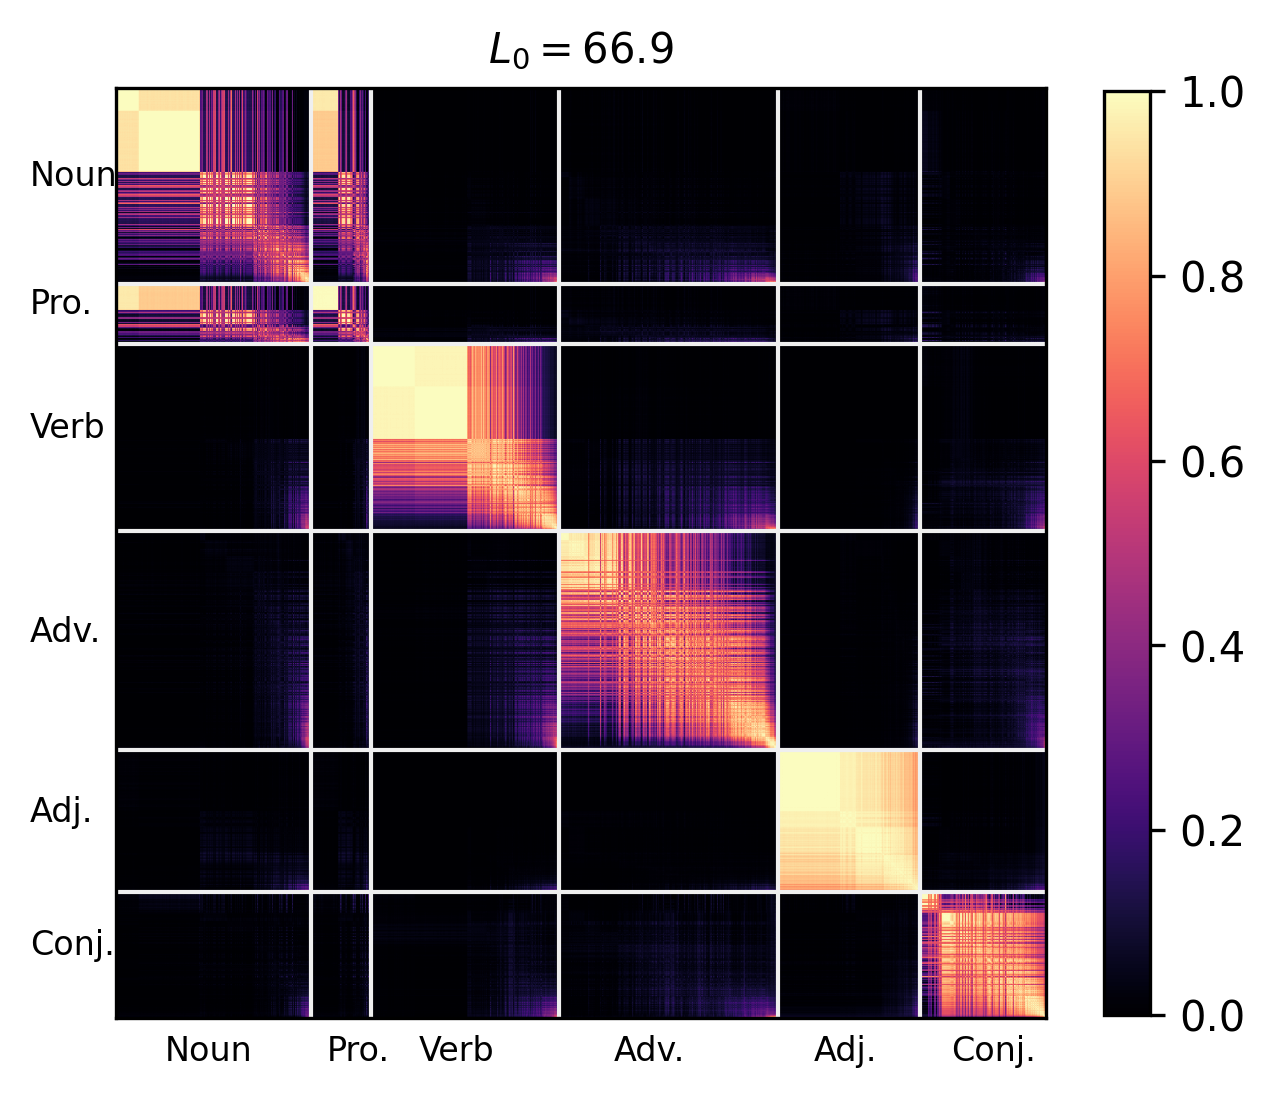 L₀ = 66.9
Noun
Pro.
Verb
Adv.
Adj.
Conj.
Noun Pro. Verb Adv. Adj. Conj.
1.0
0.8
0.6
0.4
0.2
0.0